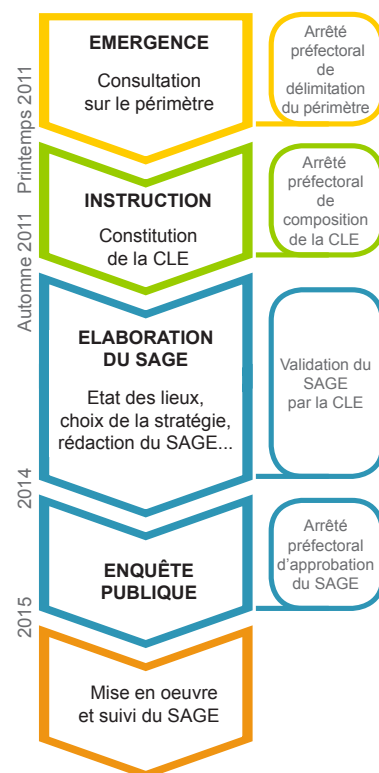 EMERGENCE
Consultation
sur le périmètre
Arrêté
préfectoral
de
délimitation
du périmètre
Printemps 2011
INSTRUCTION
Constitution
de la CLE
Arrêté
préfectoral
de
composition
de la CLE
Automne 2011
ELABORATION
DU SAGE
Etat des lieux,
choix de la stratégie,
rédaction du SAGE...
Validation du
SAGE
par la CLE
2014
ENQUÊTE
PUBLIQUE
Arrêté
préfectoral
d'approbation
du SAGE
2015
Mise en oeuvre
et suivi du SAGE